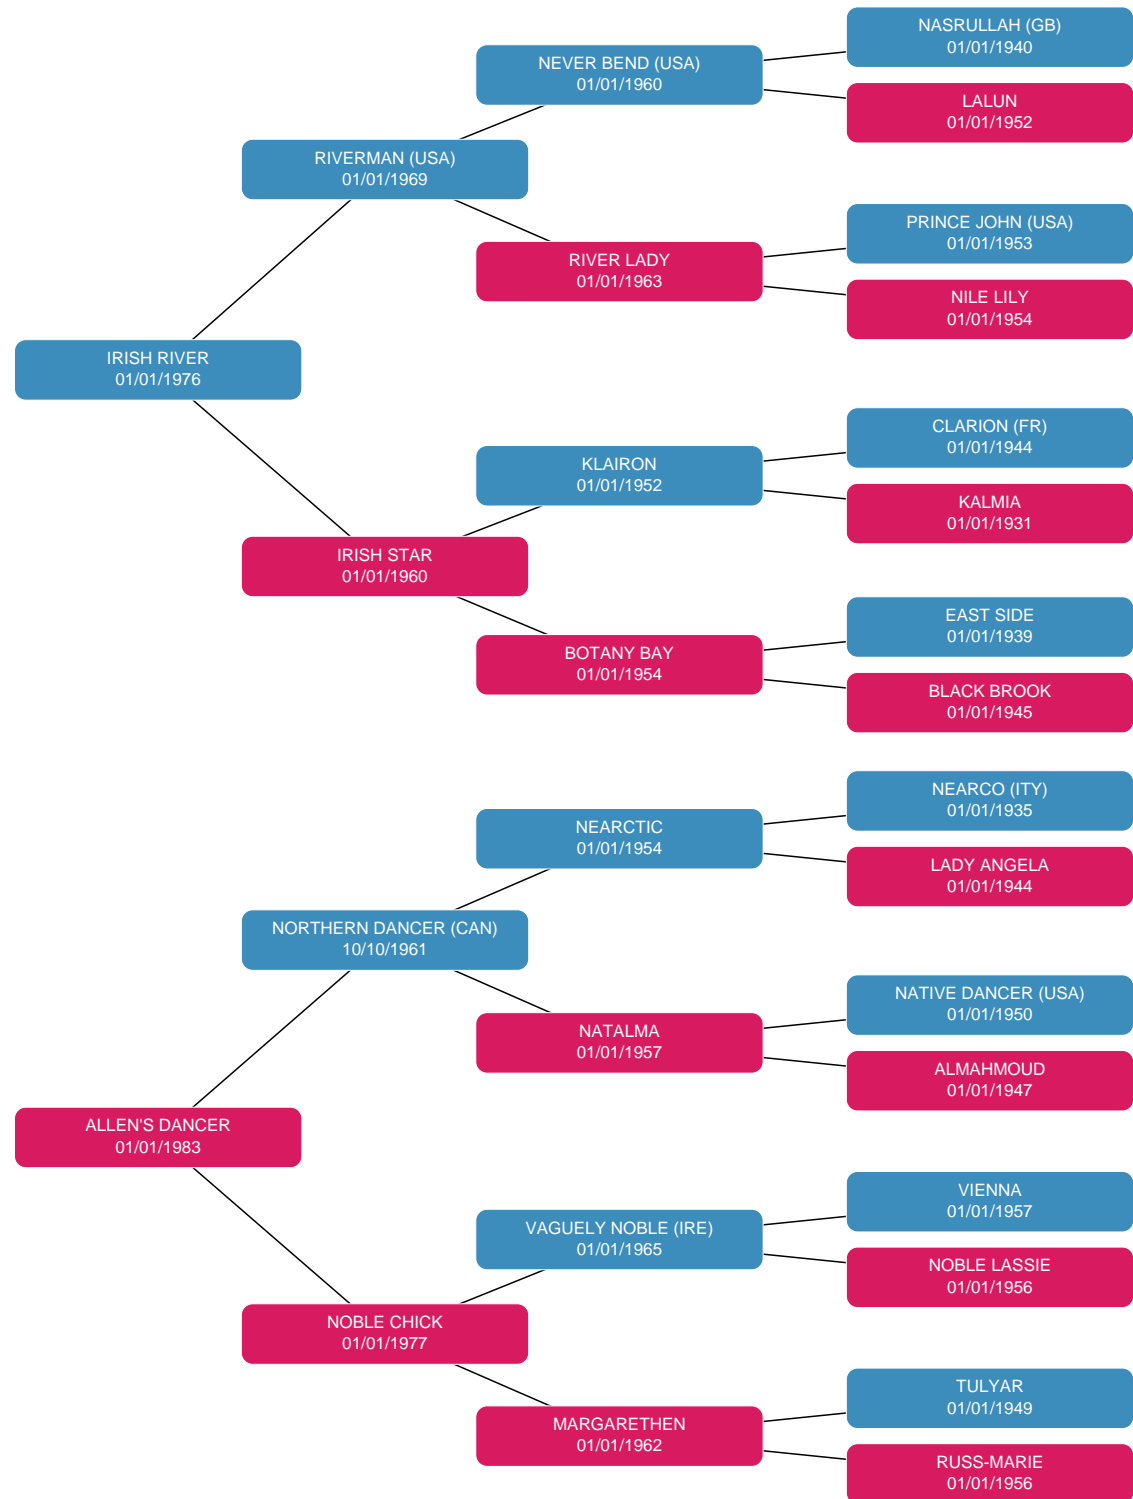 NASRULLAH (GB)
01/01/1940
NEVER BEND (USA)
01/01/1960
LALUN
01/01/1952
RIVERMAN (USA)
01/01/1969
PRINCE JOHN (USA)
01/01/1953
RIVER LADY
01/01/1963
NILE LILY
01/01/1954
IRISH RIVER
01/01/1976
CLARION (FR)
01/01/1944
KLAIRON
01/01/1952
KALMIA
01/01/1931
IRISH STAR
01/01/1960
EAST SIDE
01/01/1939
BOTANY BAY
01/01/1954
BLACK BROOK
01/01/1945
NEARCO (ITY)
01/01/1935
NEARCTIC
01/01/1954
LADY ANGELA
01/01/1944
NORTHERN DANCER (CAN)
10/10/1961
NATIVE DANCER (USA)
01/01/1950
NATALMA
01/01/1957
ALMAHMOUD
01/01/1947
ALLEN'S DANCER
01/01/1983
VIENNA
01/01/1957
VAGUELY NOBLE (IRE)
01/01/1965
NOBLE LASSIE
01/01/1956
NOBLE CHICK
01/01/1977
TULYAR
01/01/1949
MARGARETHEN
01/01/1962
RUSS-MARIE
01/01/1956